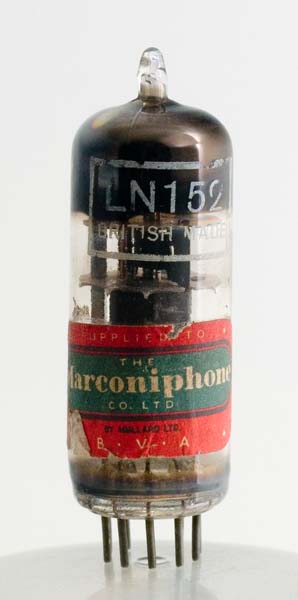 LN152
BRITISH MADE
SUPPLIED TO
THE
Marconiphone
CO. LTD
BY MULLARD LTD.
B · V · A